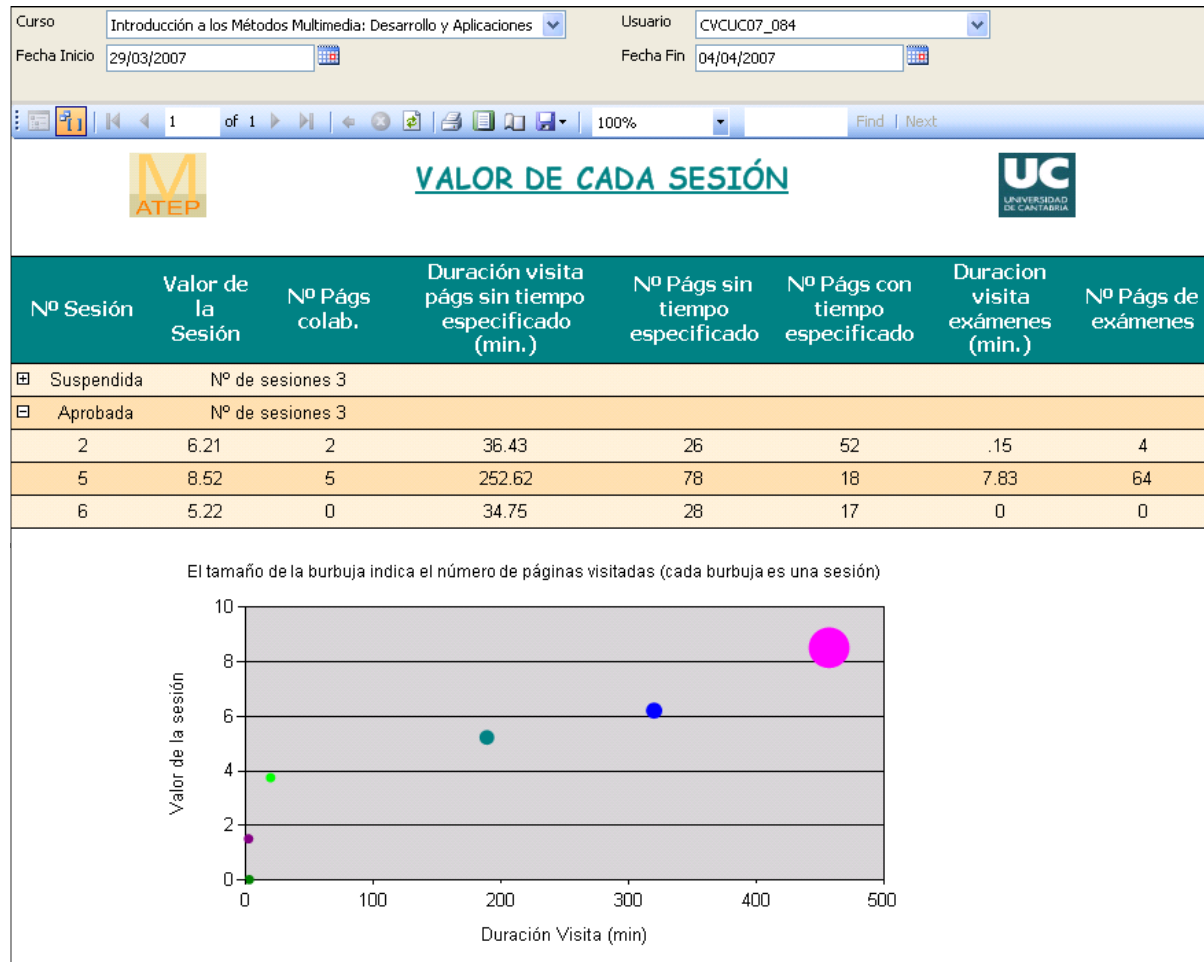 Curso Introducción a los Métodos Multimedia: Desarrollo y Aplicaciones Usuario CVCUC07_084
Fecha Inicio 29/03/2007 Fecha Fin 04/04/2007
1 of 1 100% Find | Next
M
ATEP
VALOR DE CADA SESIÓN
UC
UNIVERSIDAD
DE CANTABRIA
Nº Sesión
Valor de
la
Sesión
Nº Págs
colab.
Duración visita
págs sin tiempo
especificado
(min.)
Nº Págs sin
tiempo
especificado
Nº Págs con
tiempo
especificado
Duracion
visita
exámenes
(min.)
Nº Págs de
exámenes
Suspendida Nº de sesiones 3
Aprobada Nº de sesiones 3
2 6.21 2 36.43 26 52 .15 4
5 8.52 5 252.62 78 18 7.83 64
6 5.22 0 34.75 28 17 0 0
El tamaño de la burbuja indica el número de páginas visitadas (cada burbuja es una sesión)
Valor de la sesión
10
8
6
4
2
0
0 100 200 300 400 500
Duración Visita (min)